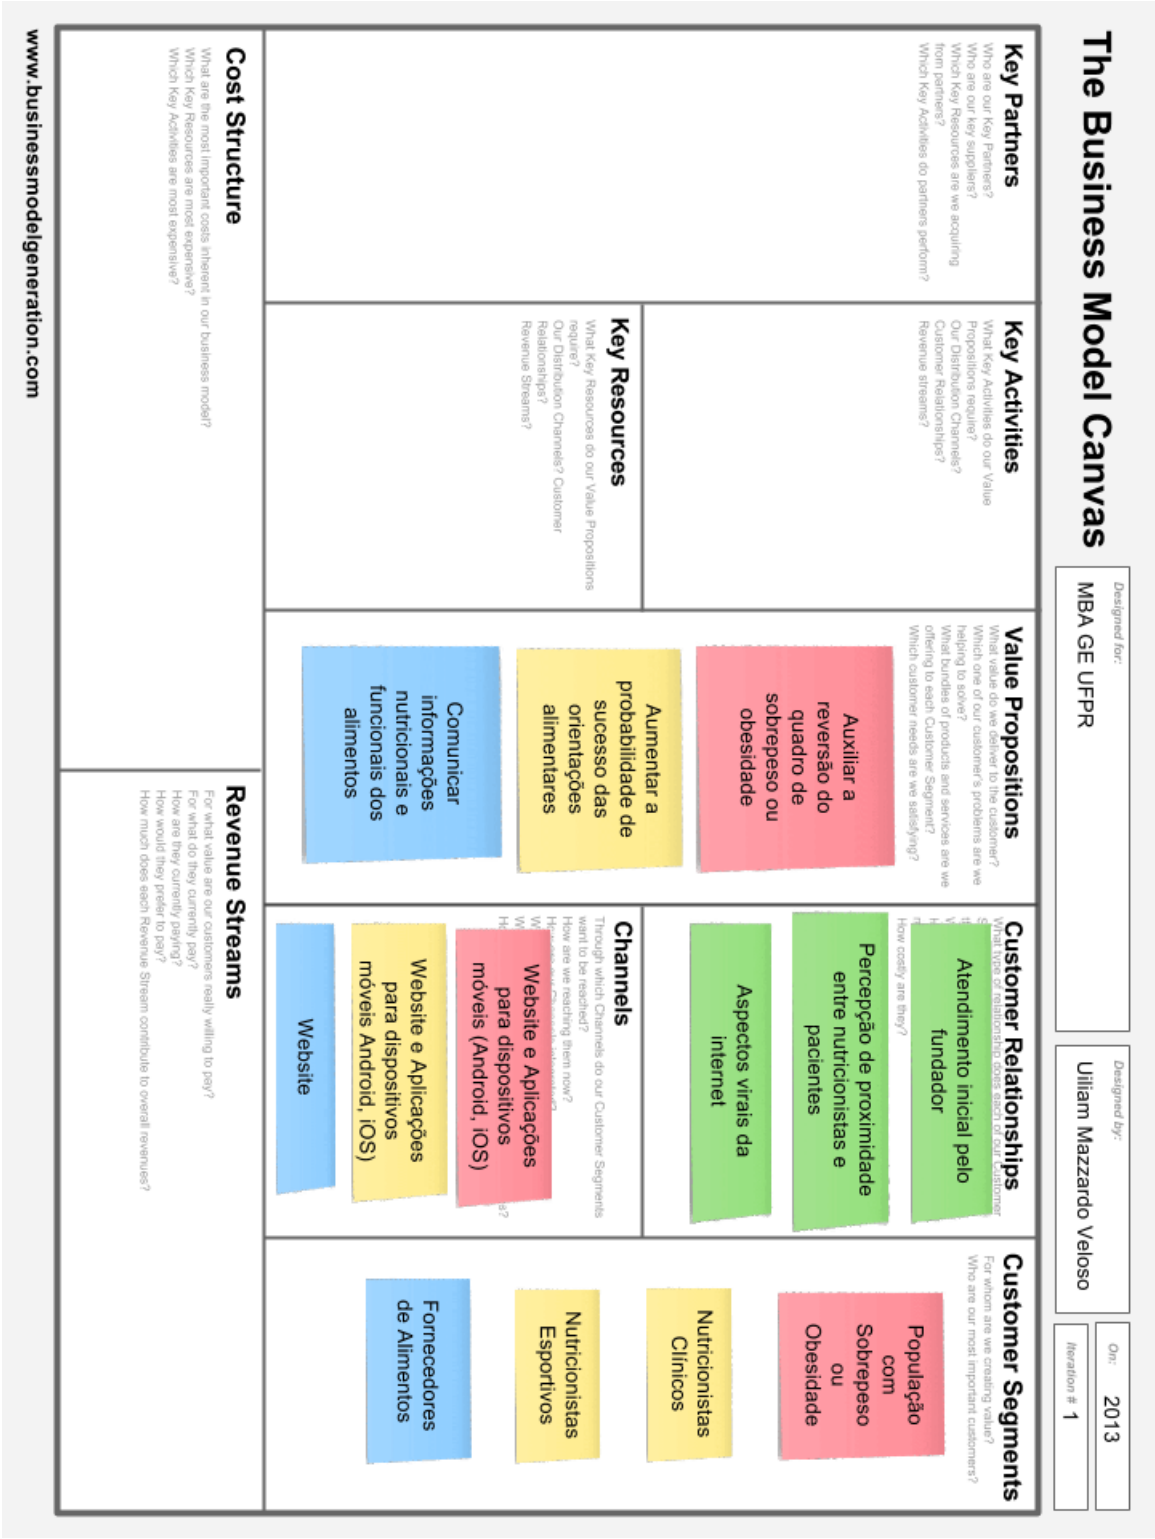 The Business Model Canvas
Designed for:
MBA GE UFPR
Designed by:
Uiliam Mazzardo Veloso
On:
2013
Iteration #
1
Key Partners
Who are our Key Partners?
Who are our key suppliers?
Which Key Resources are we acquiring
from partners?
Which Key Activities do partners perform?
Key Activities
What Key Activities do our Value
Propositions require?
Our Distribution Channels?
Customer Relationships?
Revenue streams?
Key Resources
What Key Resources do our Value Propositions
require?
Our Distribution Channels? Customer
Relationships?
Revenue Streams?
Value Propositions
What value do we deliver to the customer?
Which one of our customer's problems are we
helping to solve?
What bundles of products and services are we
offering to each Customer Segment?
Which customer needs are we satisfying?
Auxiliar a
reversão do
quadro de
sobrepeso ou
obesidade
Aumentar a
probabilidade de
sucesso das
orientações
alimentares
Comunicar
informações
nutricionais e
funcionais dos
alimentos
Customer Relationships
What type of relationship does each of our Customer
How costly are they?
Atendimento inicial pelo
fundador
Percepção de proximidade
entre nutricionistas e
pacientes
Aspectos virais da
internet
Channels
Through which Channels do our Customer Segments
want to be reached?
How are we reaching them now?
Website e Aplicações
para dispositivos
móveis (Android, iOS)
Website e Aplicações
para dispositivos
móveis Android, iOS)
Website
Customer Segments
For whom are we creating value?
Who are our most important customers?
População
com
Sobrepeso
ou
Obesidade
Nutricionistas
Clínicos
Nutricionistas
Esportivos
Fornecedores
de Alimentos
Cost Structure
What are the most important costs inherent in our business model?
Which Key Resources are most expensive?
Which Key Activities are most expensive?
Revenue Streams
For what value are our customers really willing to pay?
For what do they currently pay?
How are they currently paying?
How would they prefer to pay?
How much does each Revenue Stream contribute to overall revenues?
www.businessmodelgeneration.com